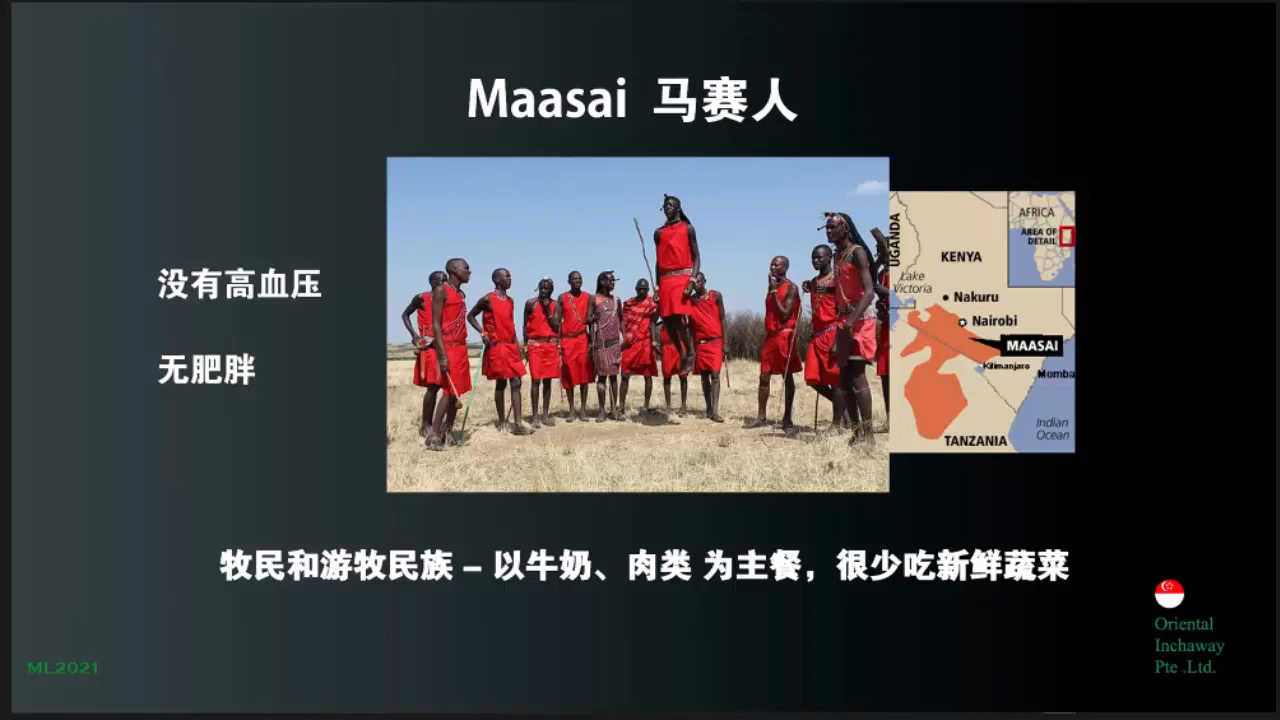 Maasai 马赛人
没有高血压
无肥胖
UGANDA
Lake
Victoria
KENYA
AFRICA
AREA OF
DETAIL
Nakuru
Nairobi
MAASAI
Kilimanjaro
Momba
Indian
Ocean
TANZANIA
牧民和游牧民族 – 以牛奶、肉类 为主餐，很少吃新鲜蔬菜
Oriental
Inchaway
Pte .Ltd.
ML2021